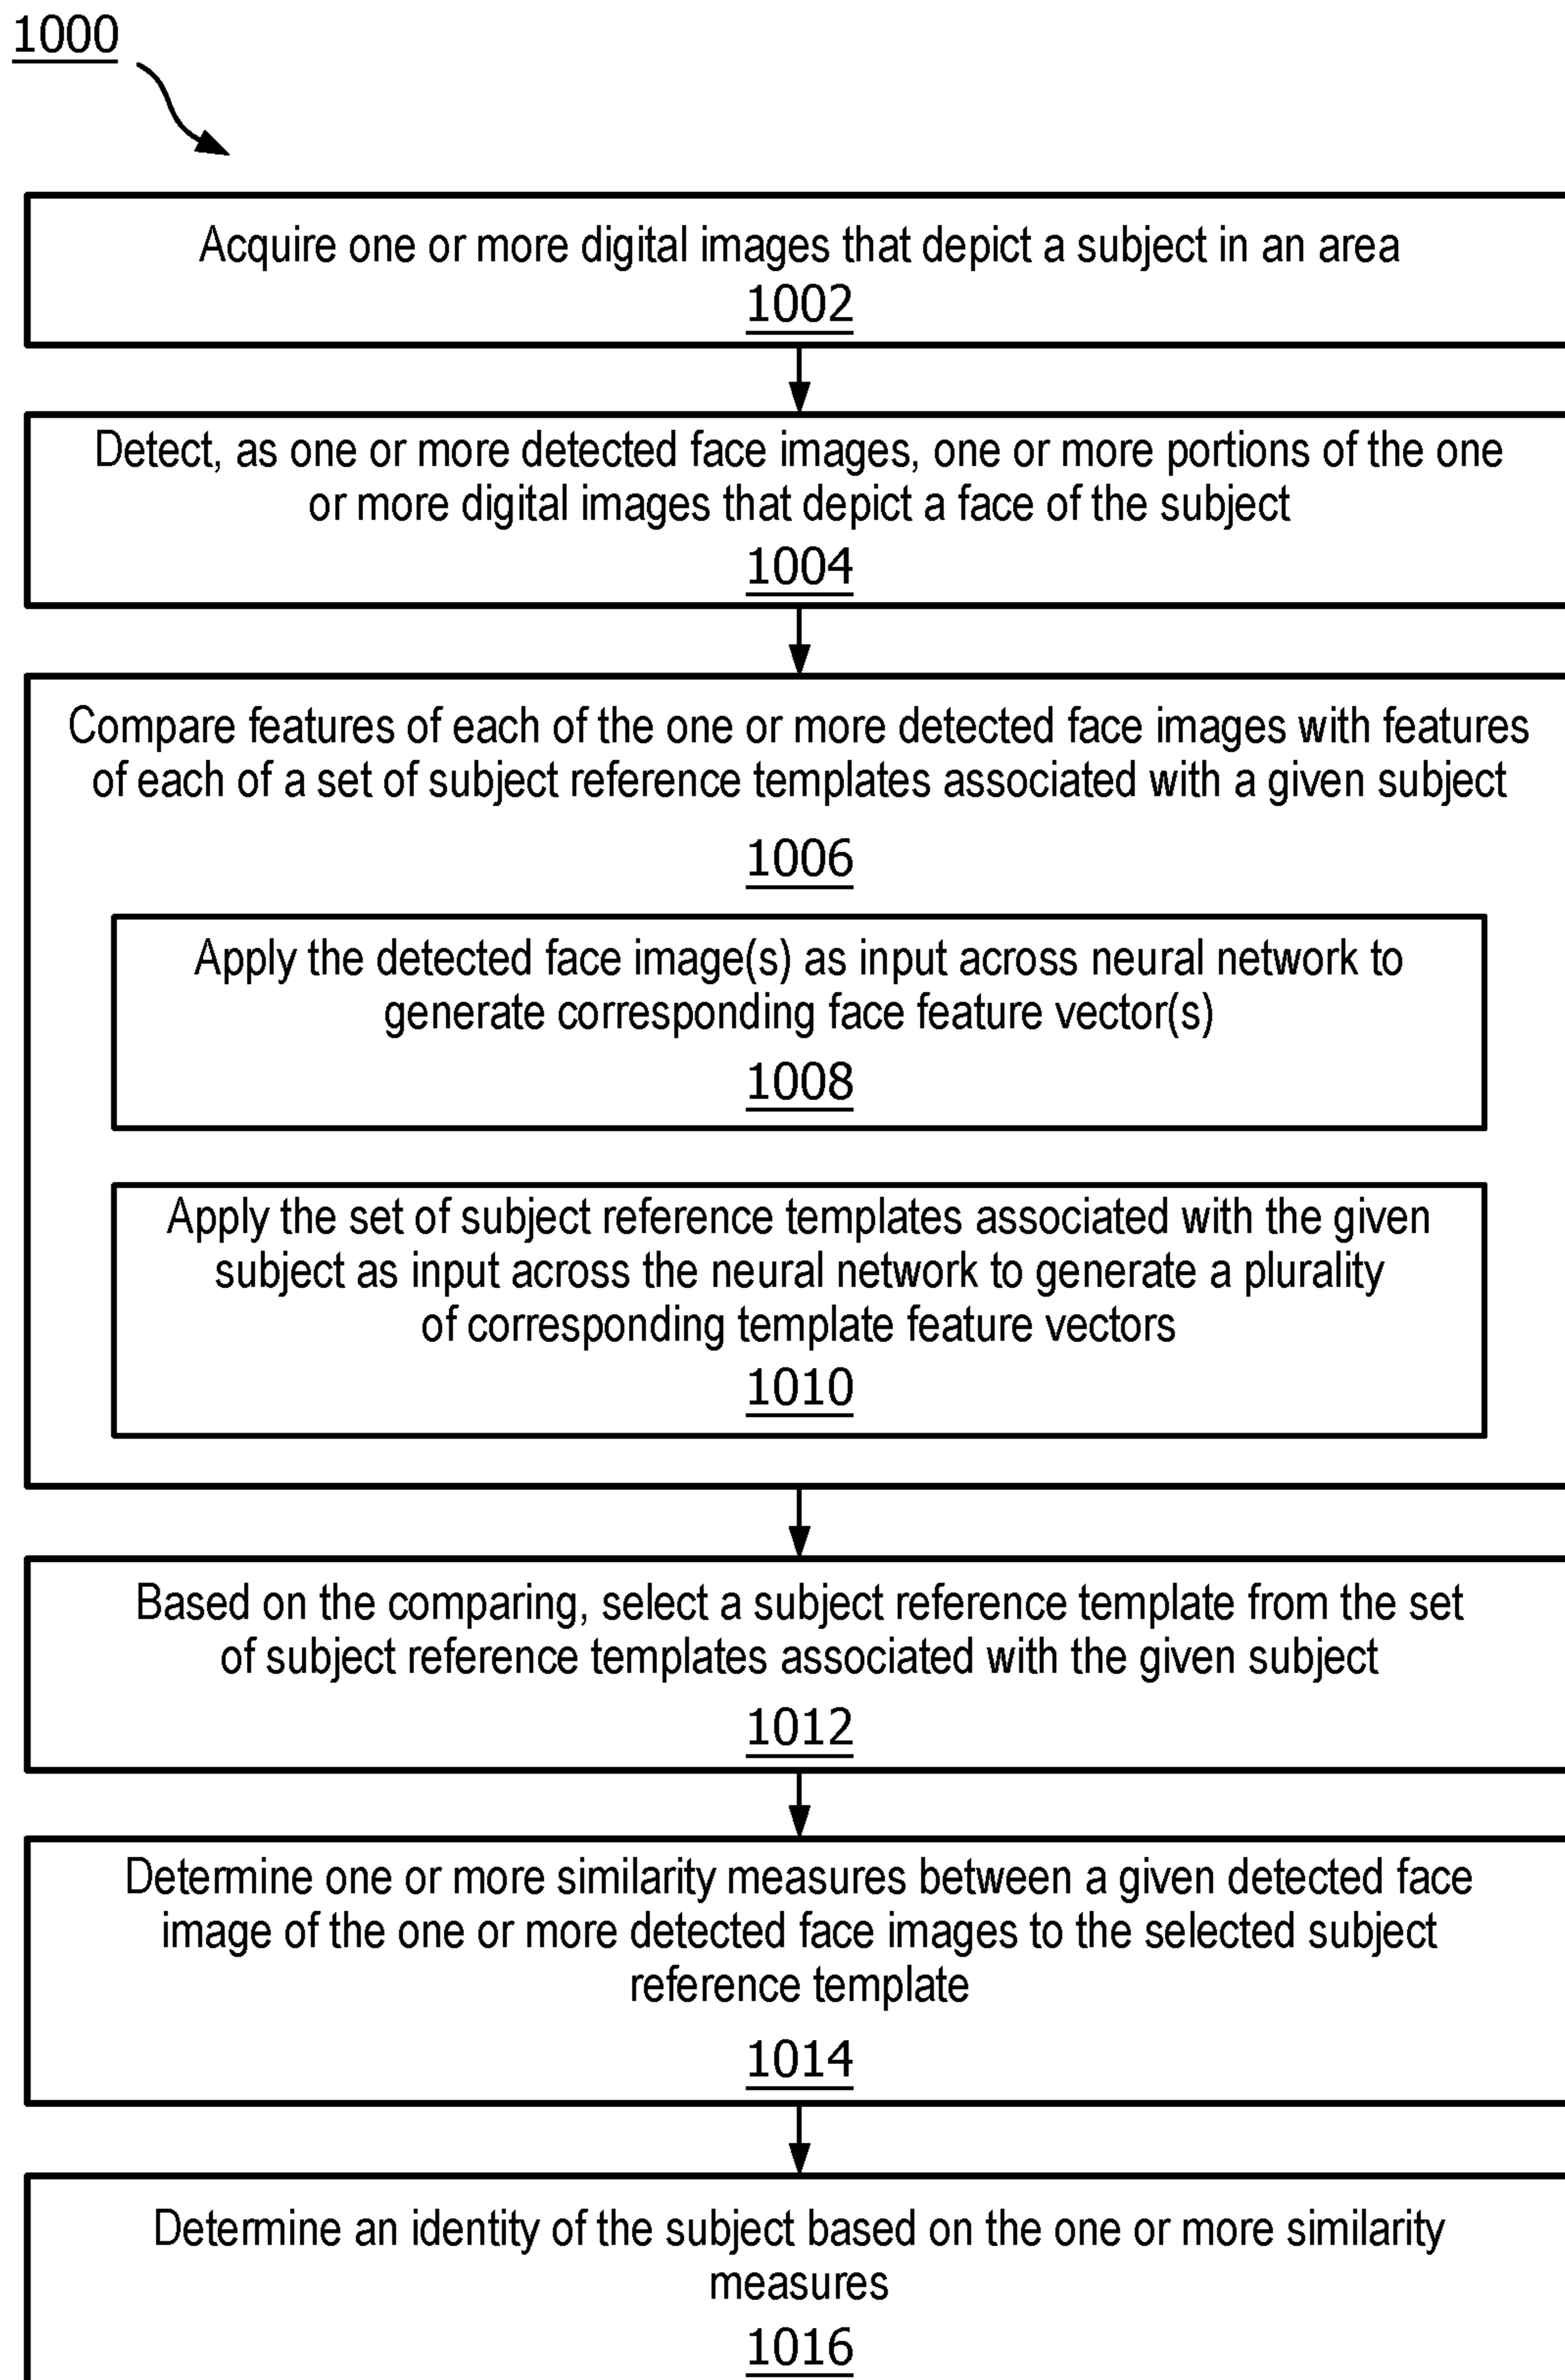 1000
Acquire one or more digital images that depict a subject in an area
1002
Detect, as one or more detected face images, one or more portions of the one
or more digital images that depict a face of the subject
1004
Compare features of each of the one or more detected face images with features
of each of a set of subject reference templates associated with a given subject
1006
Apply the detected face image(s) as input across neural network to
generate corresponding face feature vector(s)
1008
Apply the set of subject reference templates associated with the given
subject as input across the neural network to generate a plurality
of corresponding template feature vectors
1010
Based on the comparing, select a subject reference template from the set
of subject reference templates associated with the given subject
1012
Determine one or more similarity measures between a given detected face
image of the one or more detected face images to the selected subject
reference template
1014
Determine an identity of the subject based on the one or more similarity
measures
1016